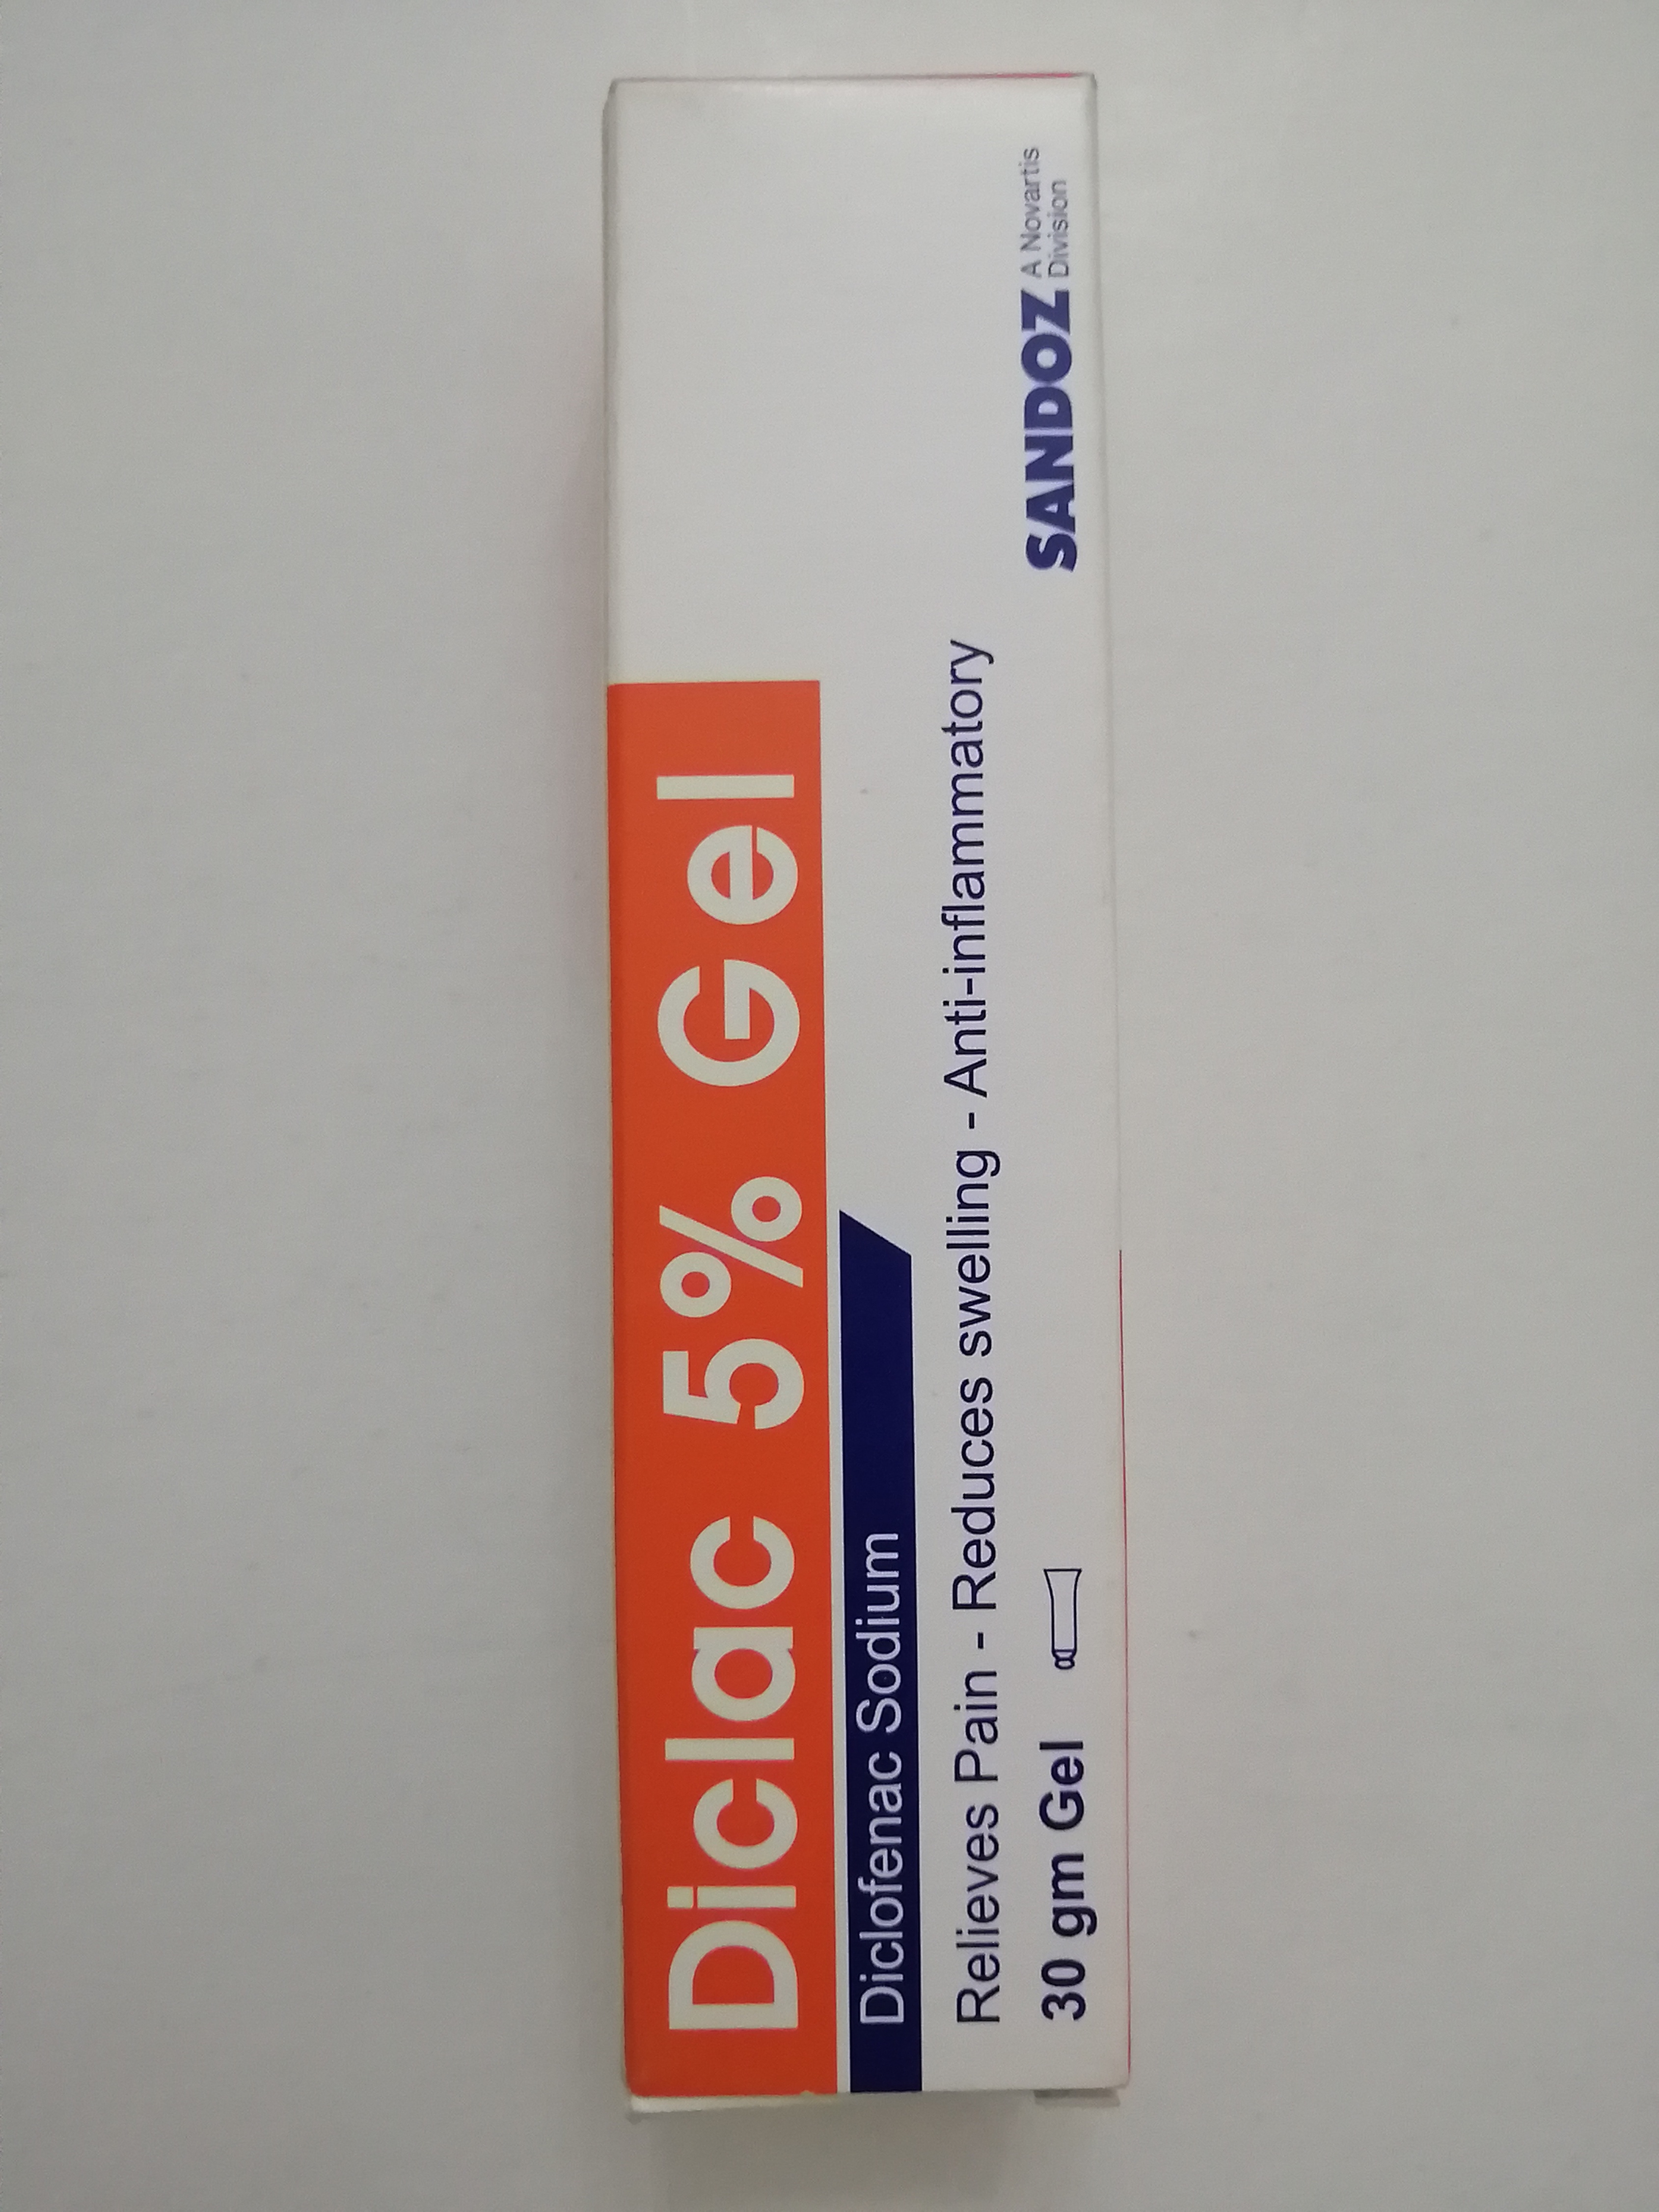 Diclac 5% Gel
Diclofenac Sodium
Relieves Pain - Reduces swelling - Anti-inflammatory
30 gm Gel
SANDOZ A Novartis
Division